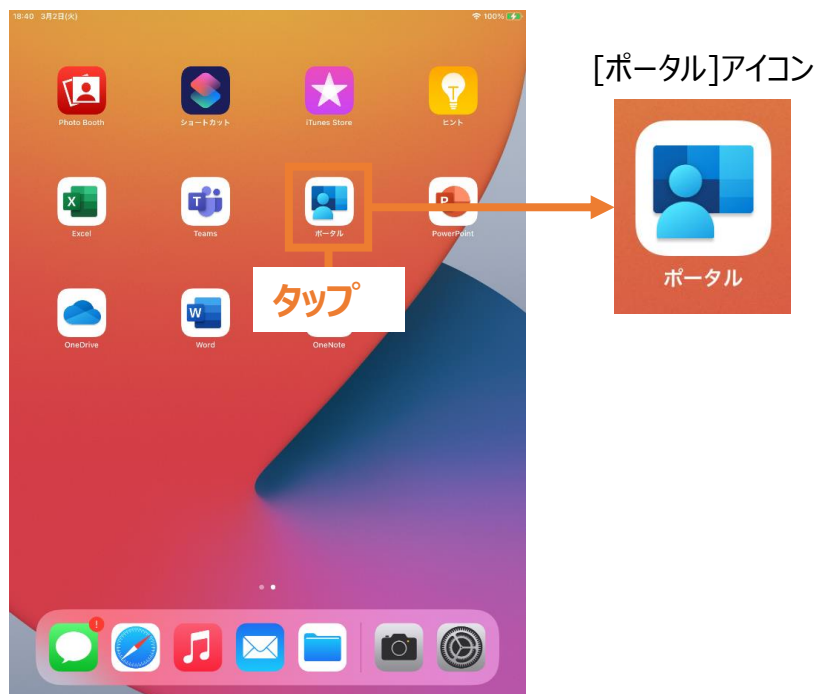 18:40 3月2日(火)
100%
[ポータル]アイコン
Photo Booth
ショートカット
iTunes Store
ヒント
Excel
Teams
ポータル
PowerPoint
ポータル
タップ
OneDrive
Word
OneNote